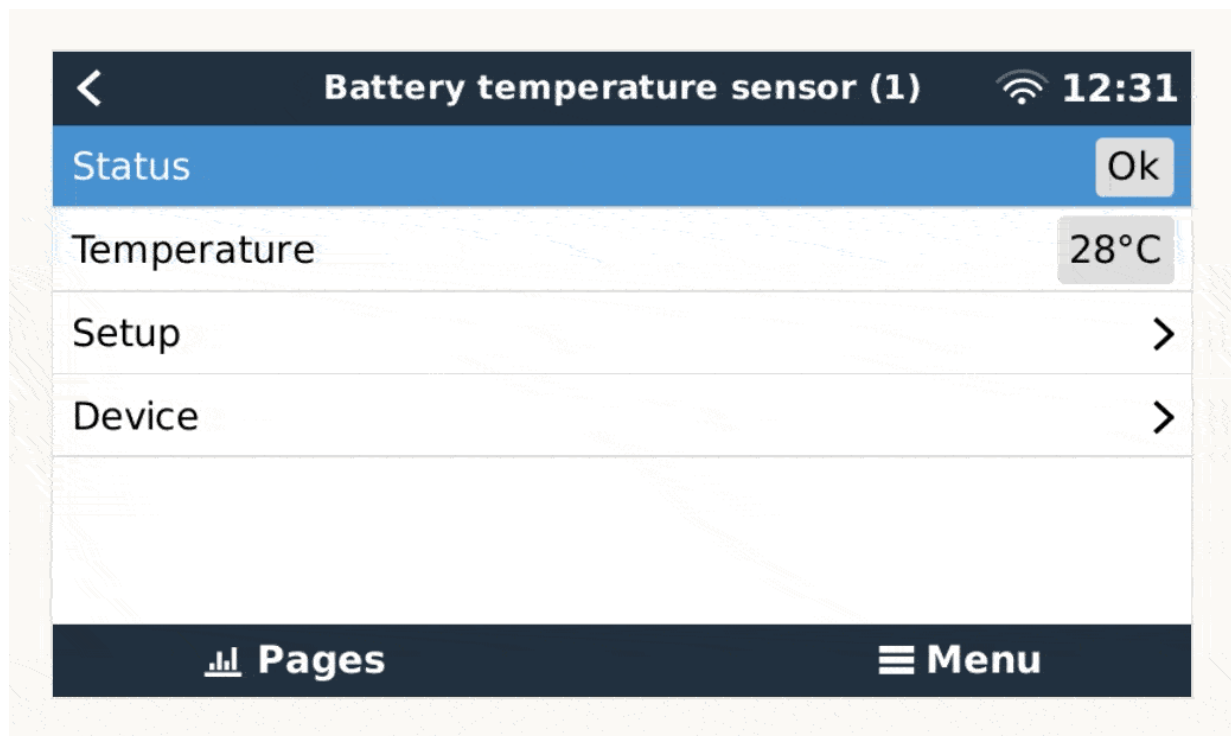 Battery temperature sensor (1) 12:31
Status Ok
Temperature 28°C
Setup
Device
Pages Menu